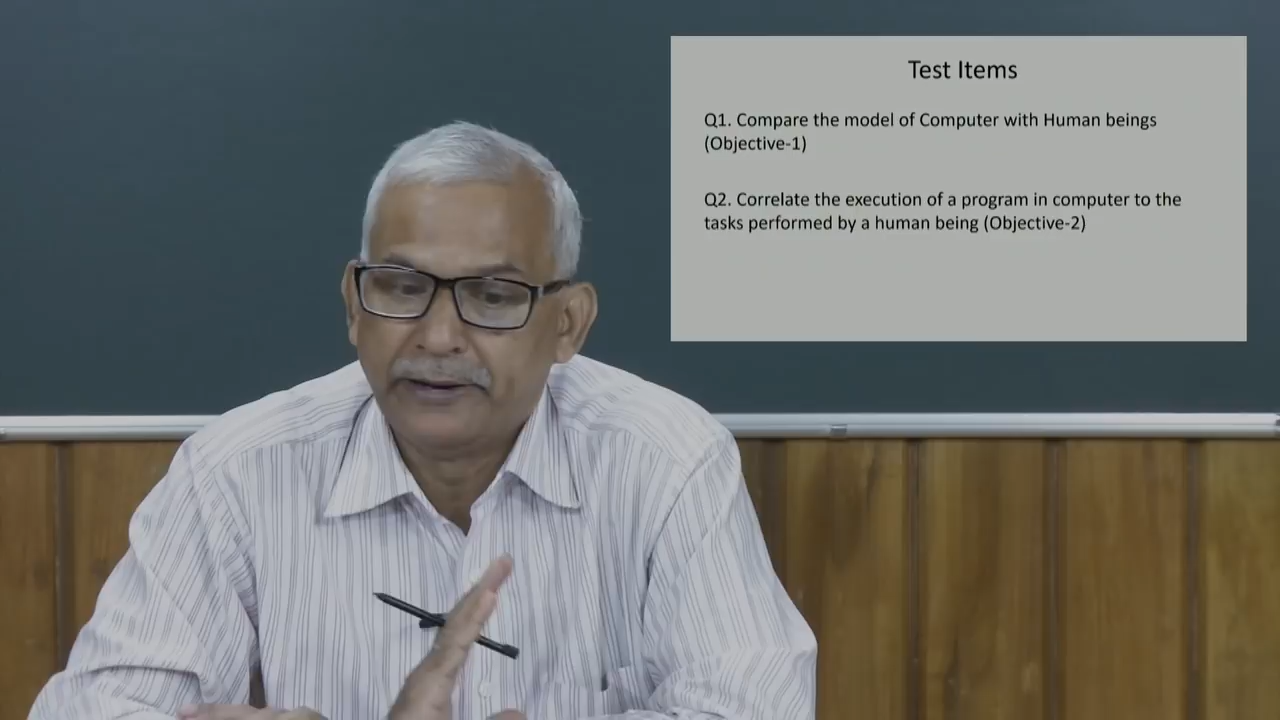 Test Items
Q1. Compare the model of Computer with Human beings
(Objective-1)
Q2. Correlate the execution of a program in computer to the
tasks performed by a human being (Objective-2)